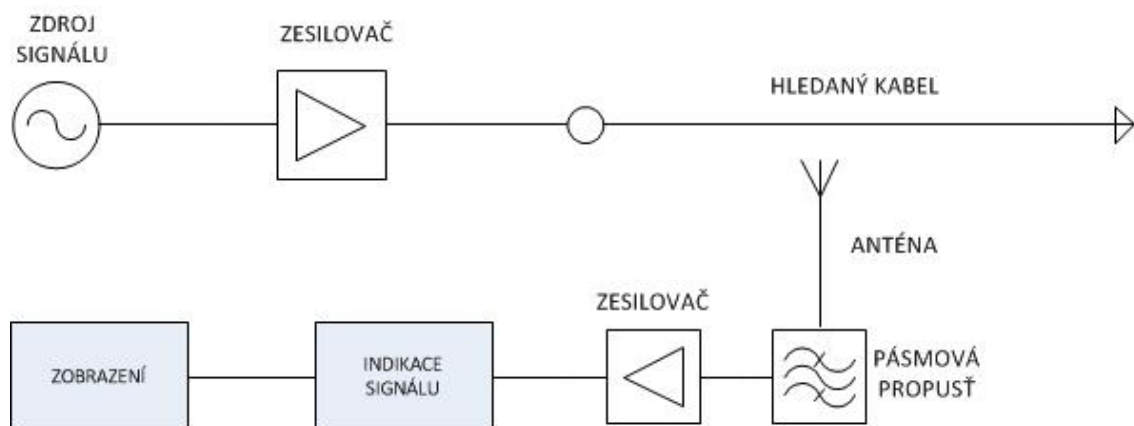 ZDROJ
SIGNÁLU
ZESILOVAČ
HLEDANÝ KABEL
ANTÉNA
ZESILOVAČ
PÁSMOVÁ
PROPUSŤ
INDIKACE
SIGNÁLU
ZOBRAZENÍ